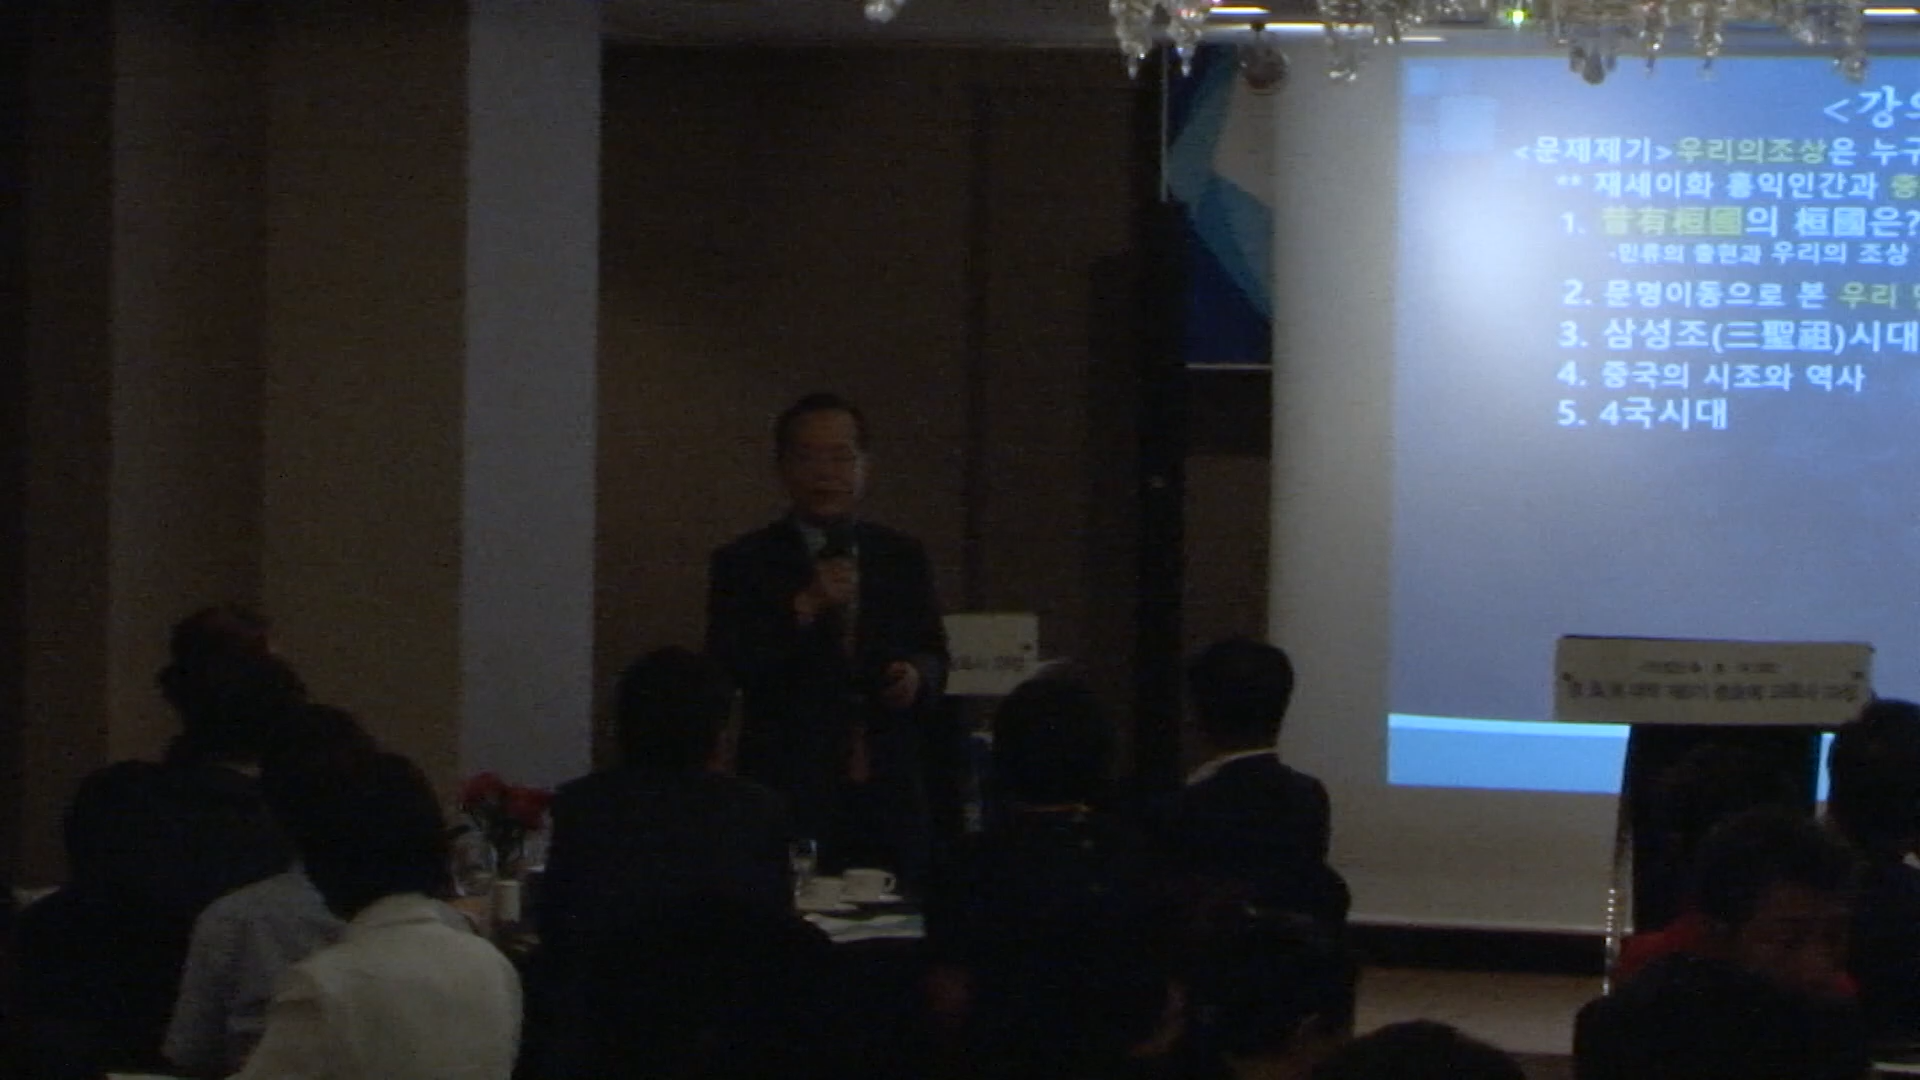 <강의
<문제제기>우리의조상은 누구
** 재세이화 홍익인간과 홍
1. 昔有桓國의 桓國은?
-인류의 출현과 우리의 조상
2. 문명이동으로 본 우리
3. 삼성조(三聖祖)시대
4. 중국의 시조와 역사
5. 4국시대